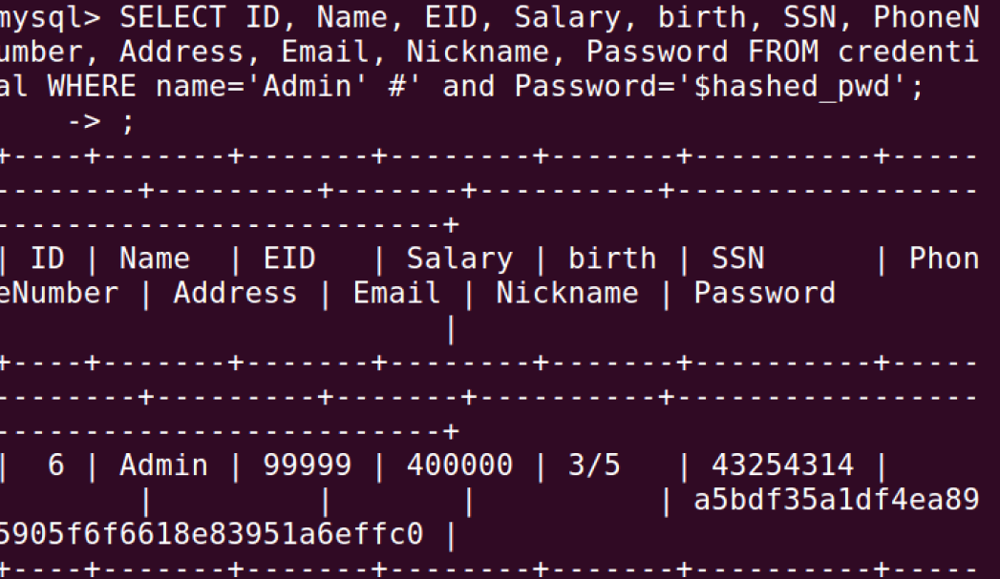 mysql> SELECT ID, Name, EID, Salary, birth, SSN, PhoneN
umber, Address, Email, Nickname, Password FROM credenti
al WHERE name='Admin' #' and Password='$hashed_pwd';
    -> ;
+----+-------+-------+--------+-------+----------+-----
--------+---------+-------+----------+-----------------
-------------------------+
| ID | Name  | EID   | Salary | birth | SSN      | Phon
eNumber | Address | Email | Nickname | Password
                         |
+----+-------+-------+--------+-------+----------+-----
--------+---------+-------+----------+-----------------
-------------------------+
|  6 | Admin | 99999 | 400000 | 3/5   | 43254314 |
        |         |       |          | a5bdf35a1df4ea89
5905f6f6618e83951a6effc0 |
+----+-------+-------+--------+-------+----------+-----